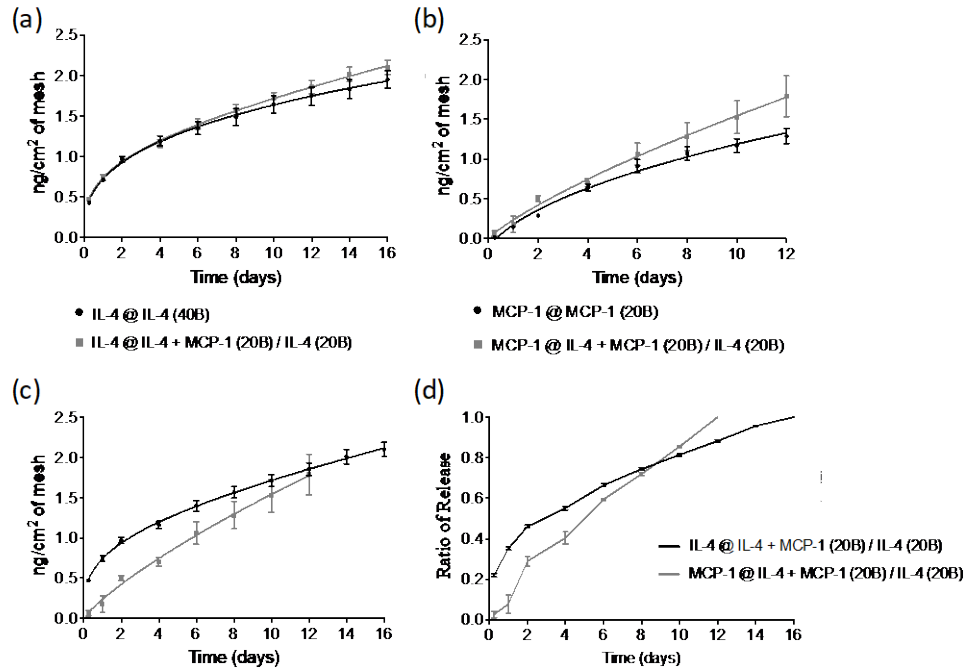 (a)
2.5
2.0
1.5
1.0
0.5
0.0
ng/cm² of mesh
0 2 4 6 8 10 12 14 16
Time (days)
IL-4 @ IL-4 (40B)
IL-4 @ IL-4 + MCP-1 (20B) / IL-4 (20B)
(b)
2.5
2.0
1.5
1.0
0.5
0.0
ng/cm² of mesh
0 2 4 6 8 10 12
Time (days)
MCP-1 @ MCP-1 (20B)
MCP-1 @ IL-4 + MCP-1 (20B) / IL-4 (20B)
(c)
2.5
2.0
1.5
1.0
0.5
0.0
ng/cm² of mesh
0 2 4 6 8 10 12 14 16
Time (days)
(d)
1.0
0.8
0.6
0.4
0.2
0.0
Ratio of Release
0 2 4 6 8 10 12 14 16
Time (days)
IL-4 @ IL-4 + MCP-1 (20B) / IL-4 (20B)
MCP-1 @ IL-4 + MCP-1 (20B) / IL-4 (20B)